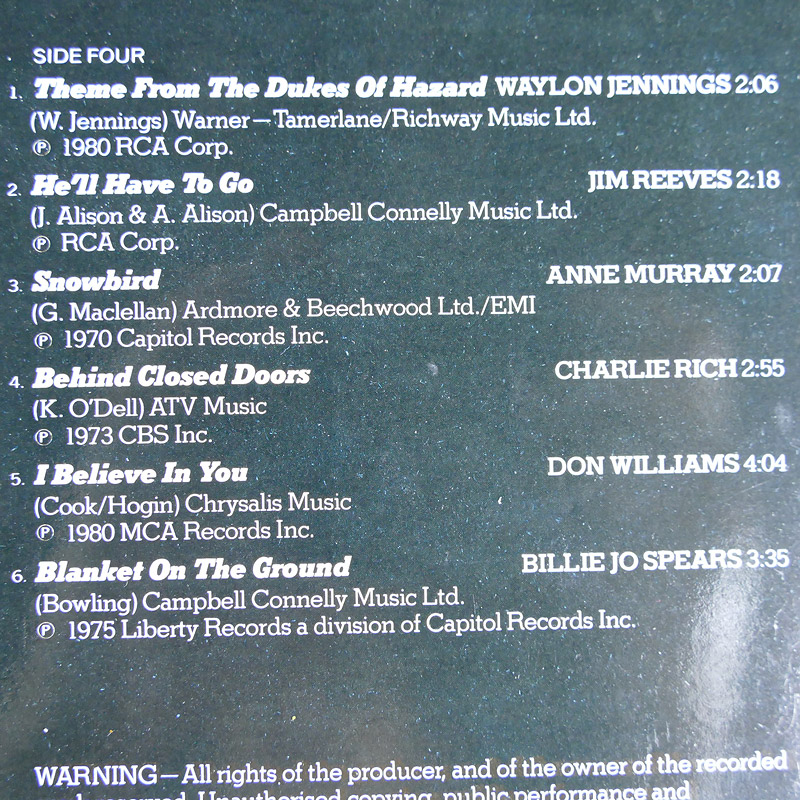 SIDE FOUR
1. Theme From The Dukes Of Hazard WAYLON JENNINGS 2:06
(W. Jennings) Warner—Tamerlane/Richway Music Ltd.
℗ 1980 RCA Corp.
2. He'll Have To Go JIM REEVES 2:18
(J. Alison & A. Alison) Campbell Connelly Music Ltd.
℗ RCA Corp.
3. Snowbird ANNE MURRAY 2:07
(G. Maclellan) Ardmore & Beechwood Ltd./EMI
℗ 1970 Capitol Records Inc.
4. Behind Closed Doors CHARLIE RICH 2:55
(K. O'Dell) ATV Music
℗ 1973 CBS Inc.
5. I Believe In You DON WILLIAMS 4:04
(Cook/Hogin) Chrysalis Music
℗ 1980 MCA Records Inc.
6. Blanket On The Ground BILLIE JO SPEARS 3:35
(Bowling) Campbell Connelly Music Ltd.
℗ 1975 Liberty Records a division of Capitol Records Inc.
WARNING—All rights of the producer, and of the owner of the recorded
Unauthorised copying, public performance and